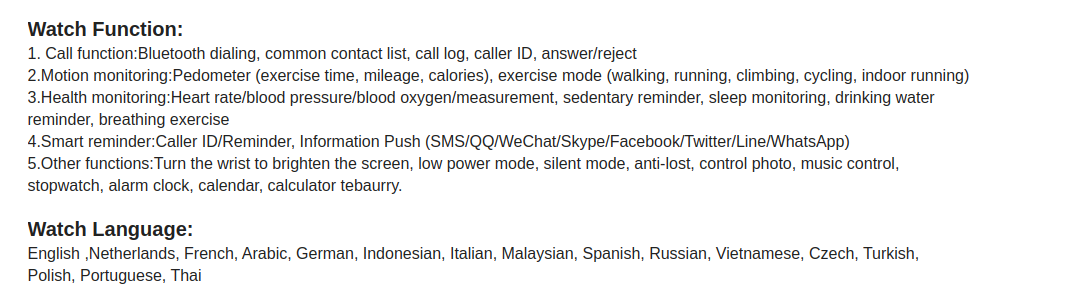 Watch Function:
1. Call function:Bluetooth dialing, common contact list, call log, caller ID, answer/reject
2.Motion monitoring:Pedometer (exercise time, mileage, calories), exercise mode (walking, running, climbing, cycling, indoor running)
3.Health monitoring:Heart rate/blood pressure/blood oxygen/measurement, sedentary reminder, sleep monitoring, drinking water
reminder, breathing exercise
4.Smart reminder:Caller ID/Reminder, Information Push (SMS/QQ/WeChat/Skype/Facebook/Twitter/Line/WhatsApp)
5.Other functions:Turn the wrist to brighten the screen, low power mode, silent mode, anti-lost, control photo, music control,
stopwatch, alarm clock, calendar, calculator tebaurry.
Watch Language:
English ,Netherlands, French, Arabic, German, Indonesian, Italian, Malaysian, Spanish, Russian, Vietnamese, Czech, Turkish,
Polish, Portuguese, Thai